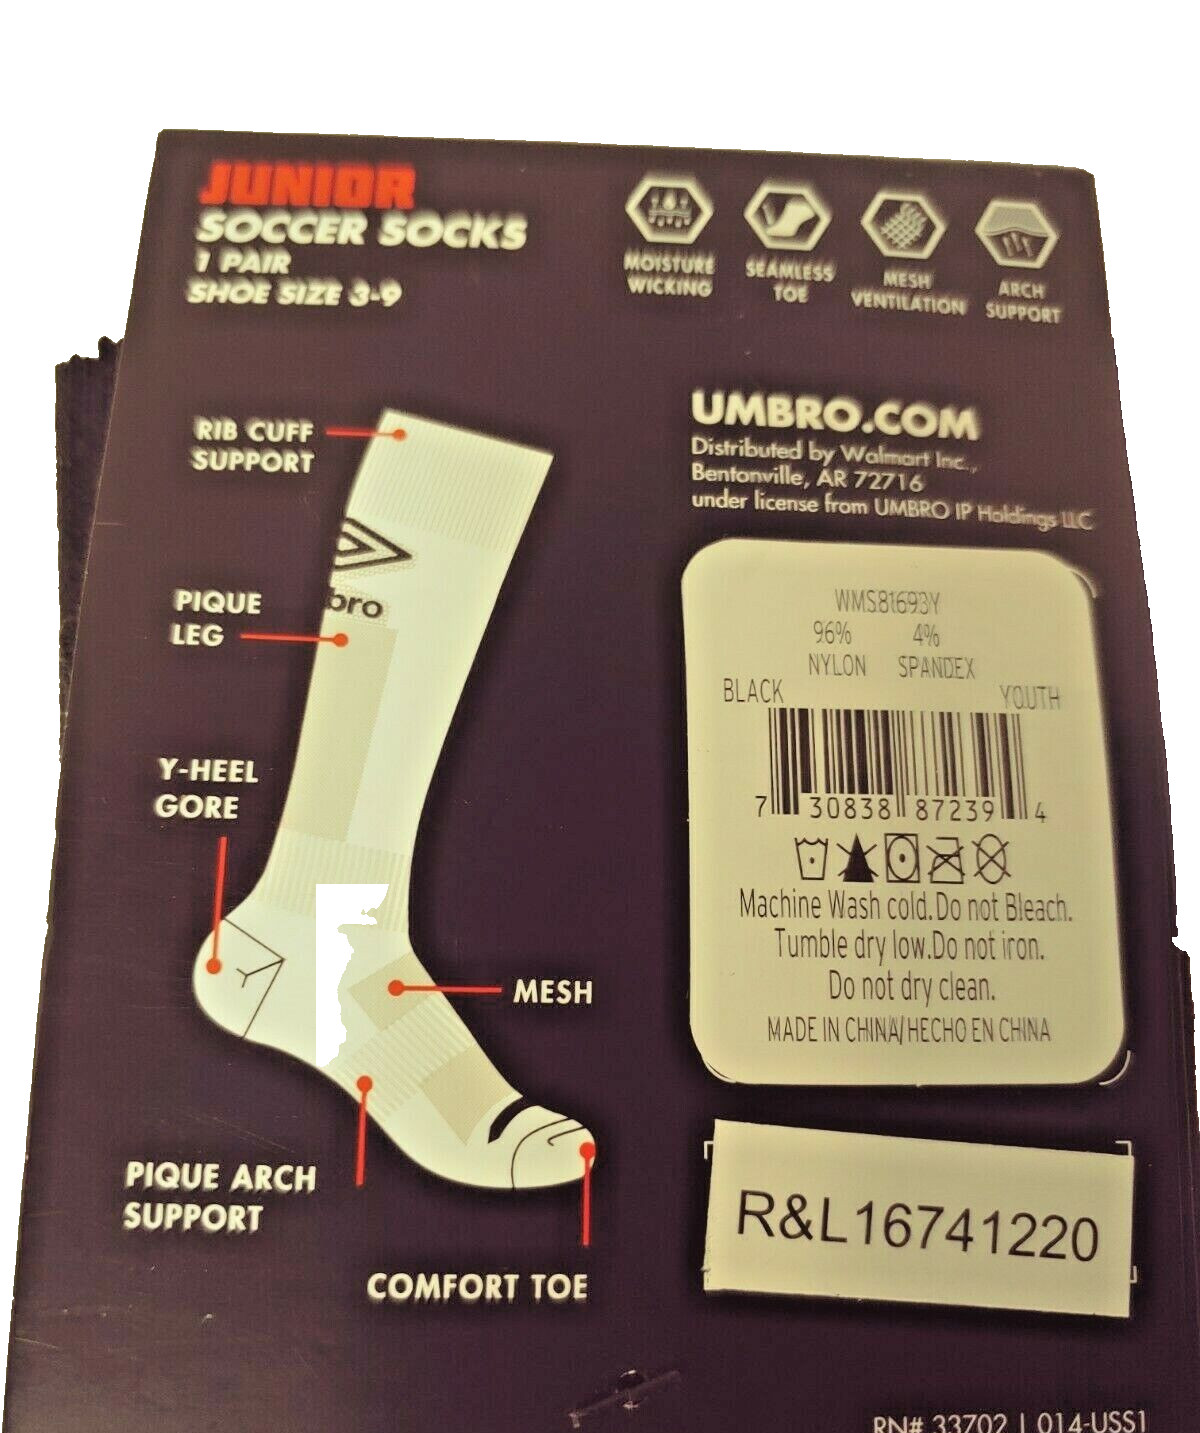 JUNIOR
SOCCER SOCKS
1 PAIR
SHOE SIZE 3-9
MOISTURE
WICKING
SEAMLESS
TOE
MESH
VENTILATION
ARCH
SUPPORT
RIB CUFF
SUPPORT
bro
PIQUE
LEG
Y-HEEL
GORE
Y
MESH
PIQUE ARCH
SUPPORT
COMFORT TOE
UMBRO.COM
Distributed by Walmart Inc.,
Bentonville, AR 72716
under license from UMBRO IP Holdings LLC
WMS81693Y
96% 4%
NYLON SPANDEX
BLACK YOUTH
7 30838 87239 4
Machine Wash cold.Do not Bleach.
Tumble dry low.Do not iron.
Do not dry clean.
MADE IN CHINA/HECHO EN CHINA
R&L16741220
RN# 33702 | 014-USS1